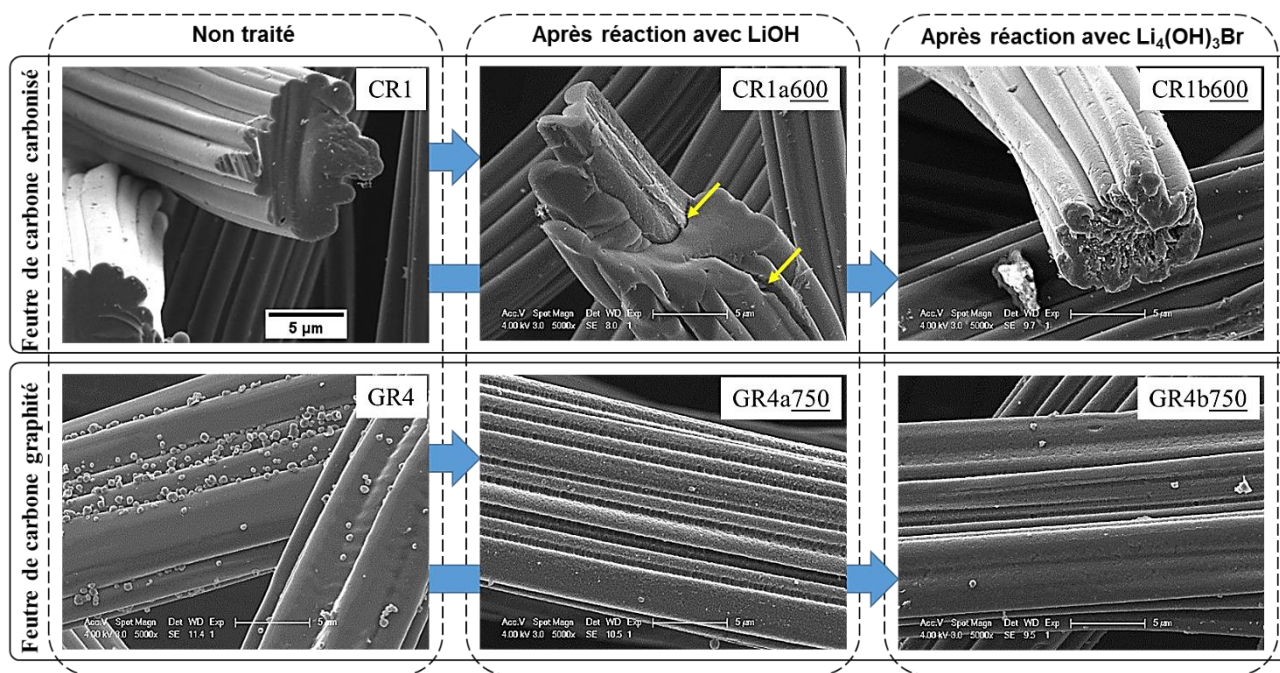 Non traité
Après réaction avec LiOH
Après réaction avec Li₄(OH)₃Br
Feutre de carbone carbonisé
CR1
5 µm
CR1a600
Acc.V Spot Magn Det WD Exp
4.00 kV 3.0 5000x SE 8.0 1
5 µm
CR1b600
Acc.V Spot Magn Det WD Exp
4.00 kV 3.0 5000x SE 9.7 1
5 µm
Feutre de carbone graphité
GR4
Acc.V Spot Magn Det WD Exp
4.00 kV 3.0 5000x SE 11.4 1
5 µm
GR4a750
Acc.V Spot Magn Det WD Exp
4.00 kV 3.0 5000x SE 10.5 1
5 µm
GR4b750
Acc.V Spot Magn Det WD Exp
4.00 kV 3.0 5000x SE 9.5 1
5 µm